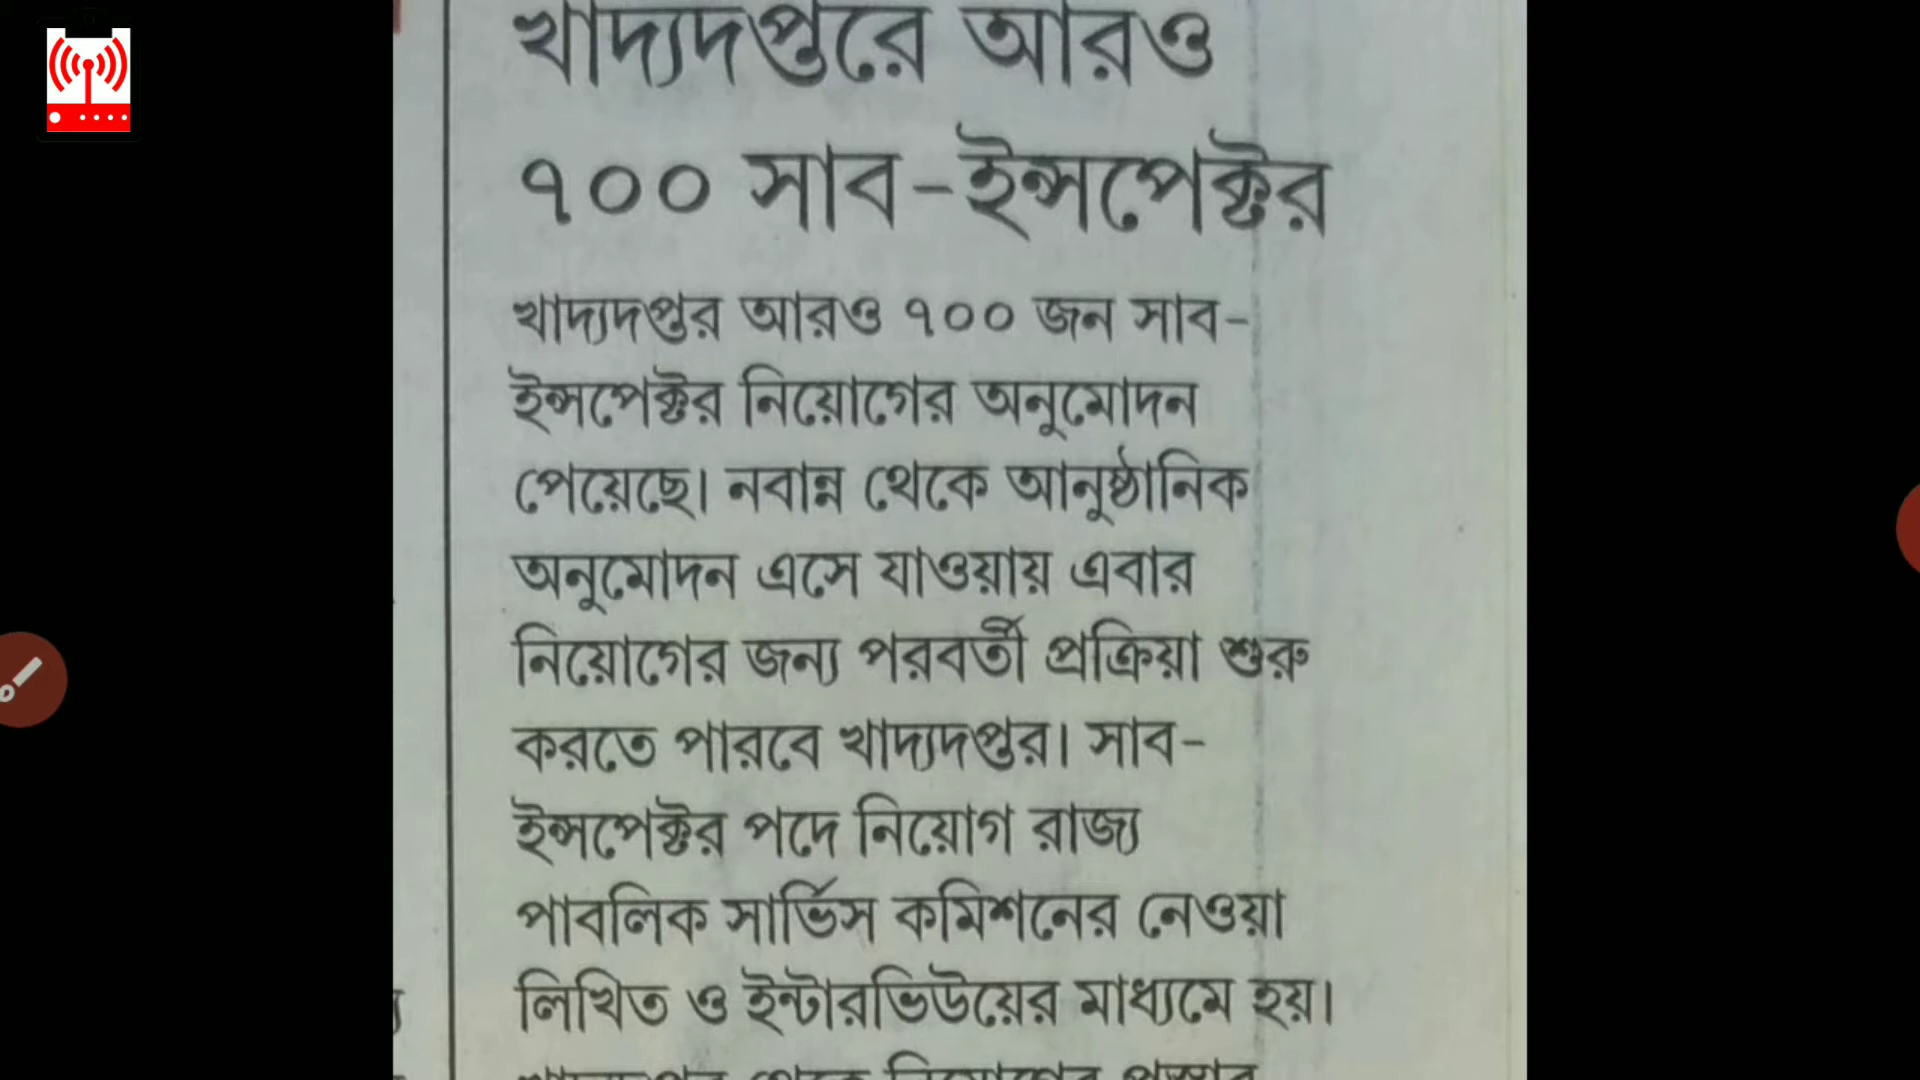 খাদ্যদপ্তরে আরও
৭০০ সাব-ইন্সপেক্টর
খাদ্যদপ্তর আরও ৭০০ জন সাব-
ইন্সপেক্টর নিয়োগের অনুমোদন
পেয়েছে। নবান্ন থেকে আনুষ্ঠানিক
অনুমোদন এসে যাওয়ায় এবার
নিয়োগের জন্য পরবর্তী প্রক্রিয়া শুরু
করতে পারবে খাদ্যদপ্তর। সাব-
ইন্সপেক্টর পদে নিয়োগ রাজ্য
পাবলিক সার্ভিস কমিশনের নেওয়া
লিখিত ও ইন্টারভিউয়ের মাধ্যমে হয়।